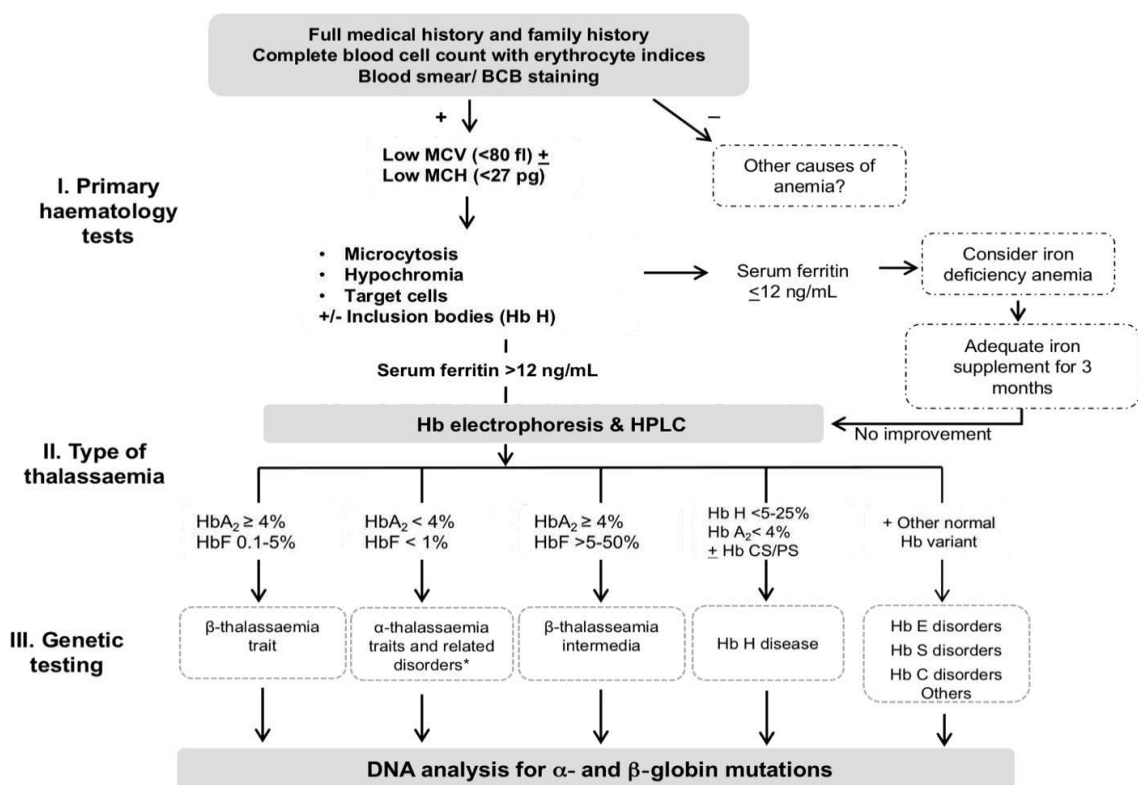 Full medical history and family history
Complete blood cell count with erythrocyte indices
Blood smear/ BCB staining
+
–
Low MCV (<80 fl) ±
Low MCH (<27 pg)
Other causes of
anemia?
I. Primary
haematology
tests
• Microcytosis
• Hypochromia
• Target cells
+/- Inclusion bodies (Hb H)
Serum ferritin
≤12 ng/mL
Consider iron
deficiency anemia
Adequate iron
supplement for 3
months
Serum ferritin >12 ng/mL
Hb electrophoresis & HPLC
No improvement
II. Type of
thalassaemia
HbA₂ ≥ 4%
HbF 0.1-5%
HbA₂ < 4%
HbF < 1%
HbA₂ ≥ 4%
HbF >5-50%
Hb H <5-25%
Hb A₂< 4%
± Hb CS/PS
+ Other normal
Hb variant
III. Genetic
testing
β-thalassaemia
trait
α-thalassaemia
traits and related
disorders*
β-thalasseamia
intermedia
Hb H disease
Hb E disorders
Hb S disorders
Hb C disorders
Others
DNA analysis for α- and β-globin mutations